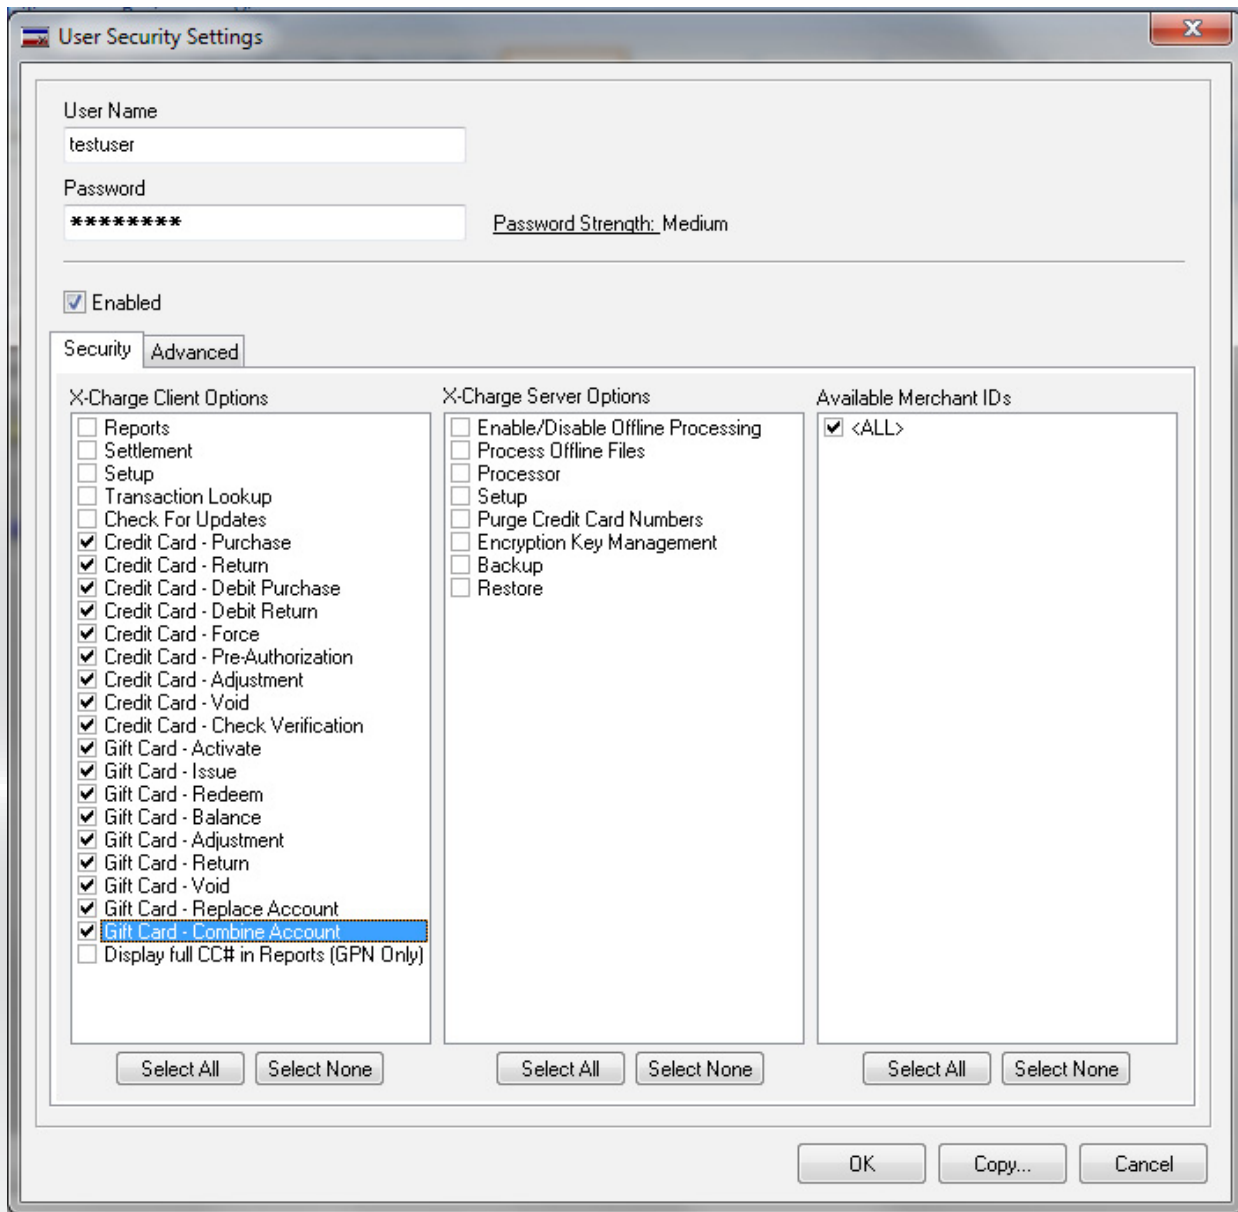 User Security Settings
User Name
testuser
Password
********
Password Strength: Medium
Enabled
Security
Advanced
X-Charge Client Options
Reports
Settlement
Setup
Transaction Lookup
Check For Updates
Credit Card - Purchase
Credit Card - Return
Credit Card - Debit Purchase
Credit Card - Debit Return
Credit Card - Force
Credit Card - Pre-Authorization
Credit Card - Adjustment
Credit Card - Void
Credit Card - Check Verification
Gift Card - Activate
Gift Card - Issue
Gift Card - Redeem
Gift Card - Balance
Gift Card - Adjustment
Gift Card - Return
Gift Card - Void
Gift Card - Replace Account
Gift Card - Combine Account
Display full CC# in Reports (GPN Only)
Select All
Select None
X-Charge Server Options
Enable/Disable Offline Processing
Process Offline Files
Processor
Setup
Purge Credit Card Numbers
Encryption Key Management
Backup
Restore
Select All
Select None
Available Merchant IDs
<ALL>
Select All
Select None
OK
Copy...
Cancel